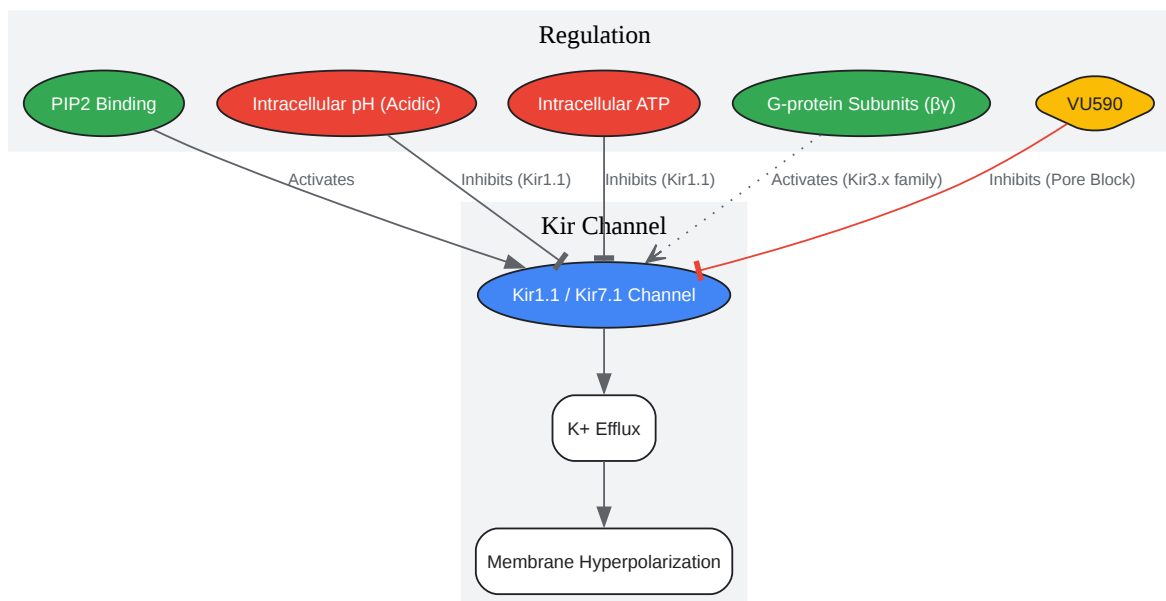 Regulation
PIP2 Binding
Intracellular pH (Acidic)
Intracellular ATP
G-protein Subunits (βγ)
VU590
Activates
Inhibits (Kir1.1)
Inhibits (Kir1.1)
Activates (Kir3.x family)
Inhibits (Pore Block)
Kir Channel
Kir1.1 / Kir7.1 Channel
K+ Efflux
Membrane Hyperpolarization